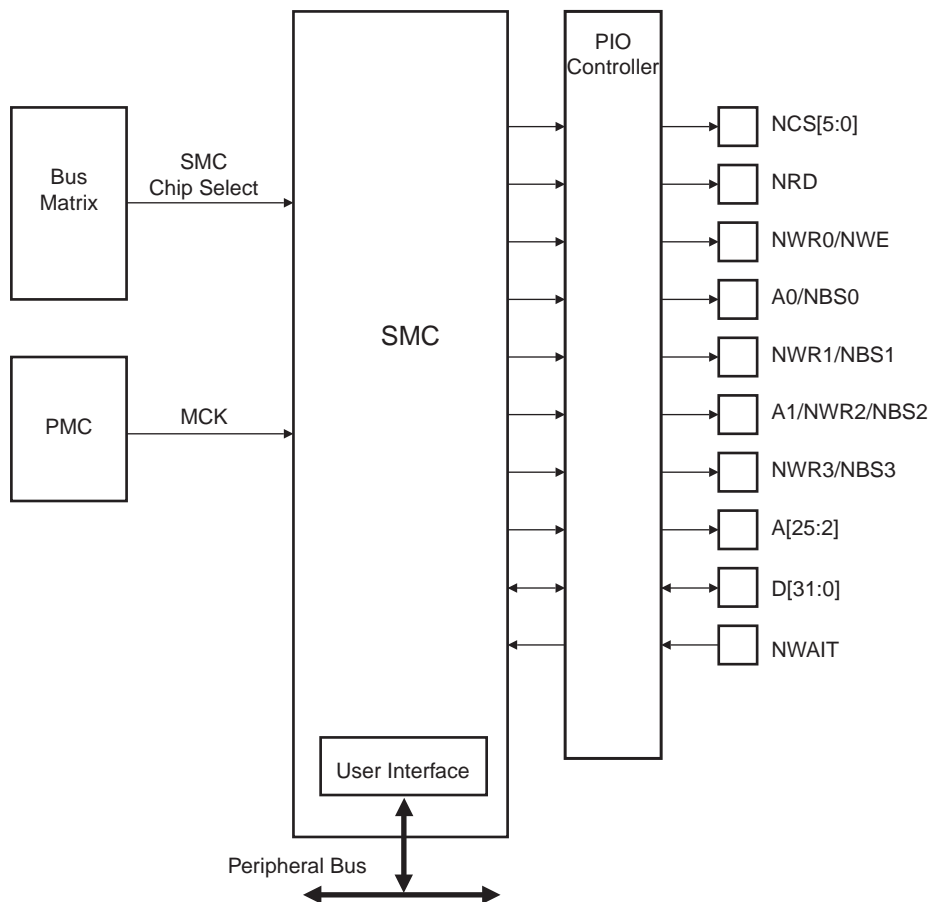 PIO
Controller
Bus
Matrix
SMC
Chip Select
PMC
MCK
SMC
NCS[5:0]
NRD
NWR0/NWE
A0/NBS0
NWR1/NBS1
A1/NWR2/NBS2
NWR3/NBS3
A[25:2]
D[31:0]
NWAIT
User Interface
Peripheral Bus